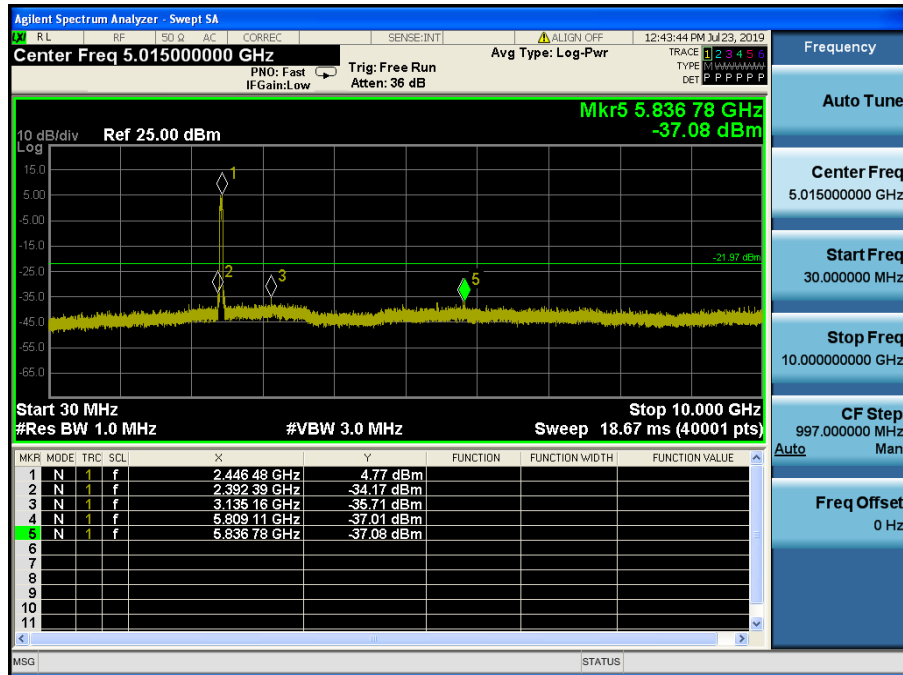 Agilent Spectrum Analyzer - Swept SA
LXI RL RF 50 Ω AC CORREC SENSE:INT ALIGN OFF 12:43:44 PM Jul 23, 2019
Center Freq 5.015000000 GHz
Avg Type: Log-Pwr
TRACE 1 2 3 4 5 6
PNO: Fast Trig: Free Run
TYPE M WWWWW
IFGain:Low Atten: 36 dB
DET P P P P P P
Mkr5 5.836 78 GHz
-37.08 dBm
10 dB/div Ref 25.00 dBm
Log
15.0
5.00
-5.00
-15.0
-25.0
-35.0
-45.0
-55.0
-65.0
1
2
3
5
-21.97 dBm
Start 30 MHz Stop 10.000 GHz
#Res BW 1.0 MHz #VBW 3.0 MHz Sweep 18.67 ms (40001 pts)
MKR MODE TRC SCL X Y FUNCTION FUNCTION WIDTH FUNCTION VALUE
1 N 1 f 2.446 48 GHz 4.77 dBm
2 N 1 f 2.392 39 GHz -34.17 dBm
3 N 1 f 3.135 16 GHz -35.71 dBm
4 N 1 f 5.809 11 GHz -37.01 dBm
5 N 1 f 5.836 78 GHz -37.08 dBm
6
7
8
9
10
11
MSG STATUS
Frequency
Auto Tune
Center Freq
5.015000000 GHz
Start Freq
30.000000 MHz
Stop Freq
10.000000000 GHz
CF Step
997.000000 MHz
Auto Man
Freq Offset
0 Hz